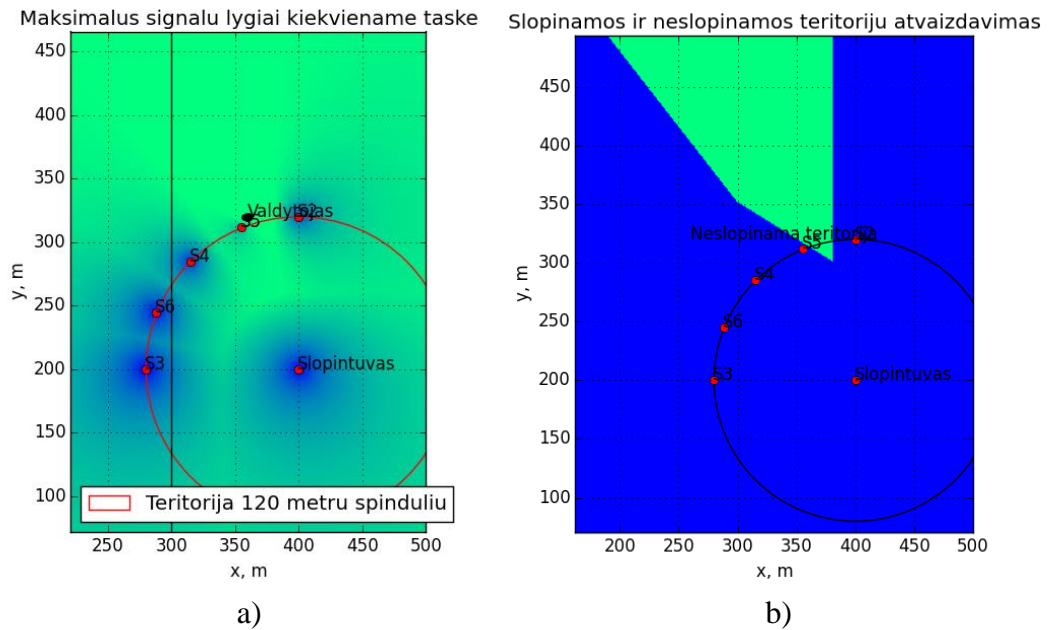 Maksimalus signalu lygiai kiekviename taske
450
400
350
300
250
200
150
100
y, m
Valdytojas
S2
S5
S4
S6
S3
Slopintuvas
Teritorija 120 metru spinduliu
250 300 350 400 450 500
x, m
a)
Slopinamos ir neslopinamos teritoriju atvaizdavimas
450
400
350
300
250
200
150
100
y, m
Neslopinama teritorija
S2
S5
S4
S6
S3
Slopintuvas
200 250 300 350 400 450 500
x, m
b)